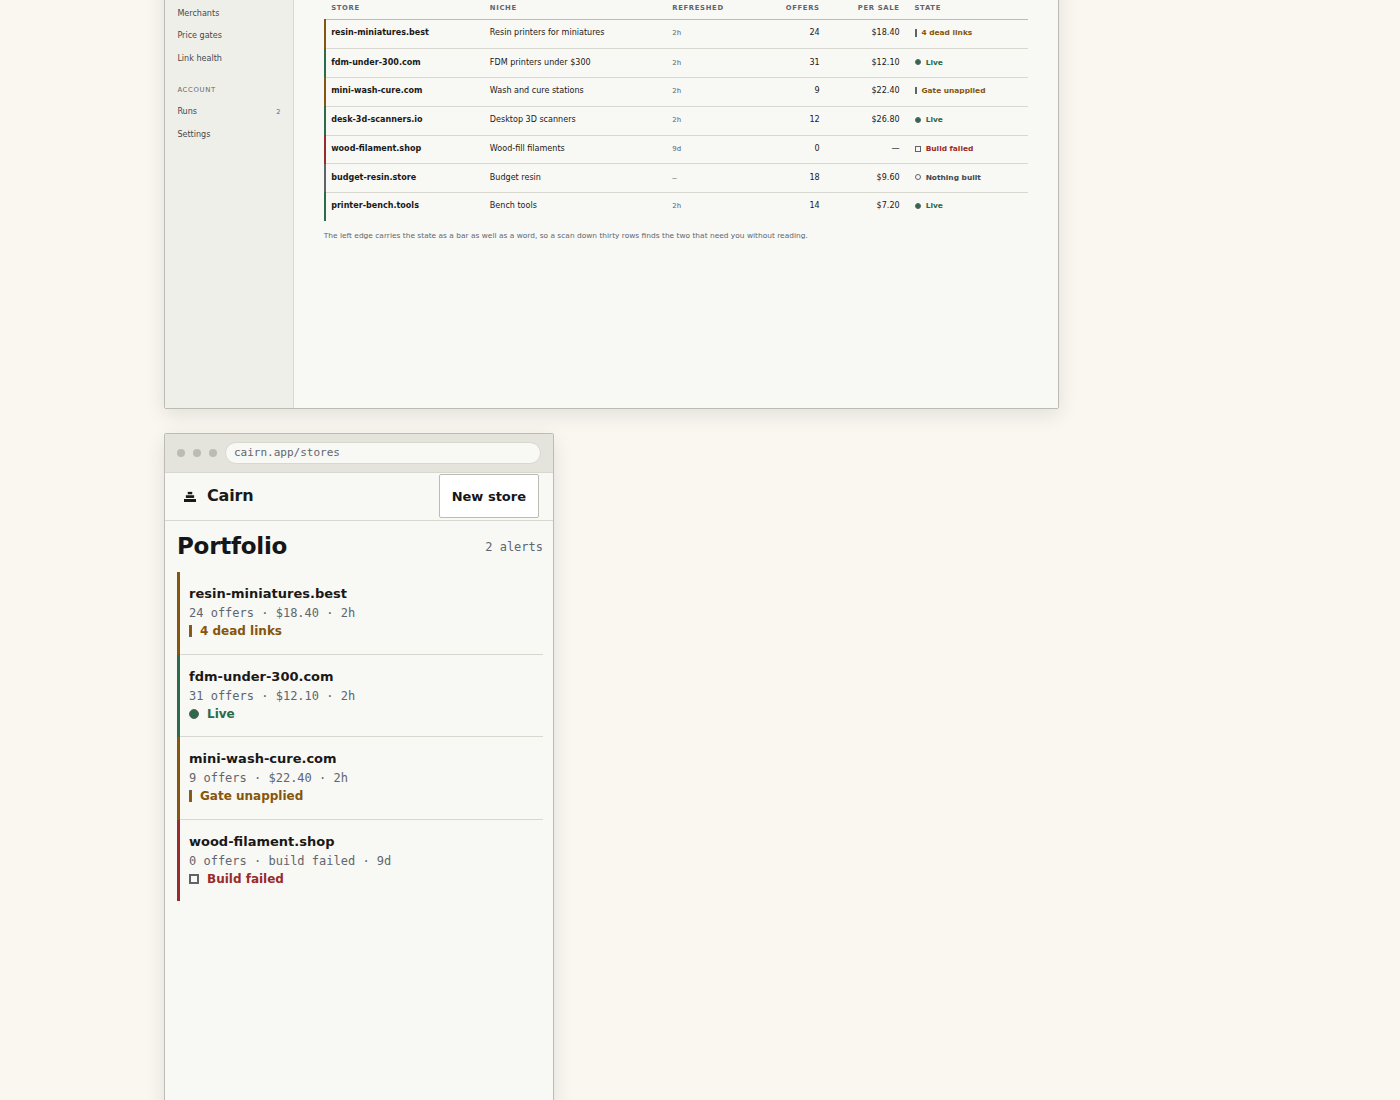 Merchants
Price gates
Link health
ACCOUNT
Runs 2
Settings
STORE NICHE REFRESHED OFFERS PER SALE STATE
resin-miniatures.best Resin printers for miniatures 2h 24 $18.40 4 dead links
fdm-under-300.com FDM printers under $300 2h 31 $12.10 Live
mini-wash-cure.com Wash and cure stations 2h 9 $22.40 Gate unapplied
desk-3d-scanners.io Desktop 3D scanners 2h 12 $26.80 Live
wood-filament.shop Wood-fill filaments 9d 0 — Build failed
budget-resin.store Budget resin – 18 $9.60 Nothing built
printer-bench.tools Bench tools 2h 14 $7.20 Live
The left edge carries the state as a bar as well as a word, so a scan down thirty rows finds the two that need you without reading.
cairn.app/stores
Cairn New store
Portfolio 2 alerts
resin-miniatures.best
24 offers · $18.40 · 2h
4 dead links
fdm-under-300.com
31 offers · $12.10 · 2h
Live
mini-wash-cure.com
9 offers · $22.40 · 2h
Gate unapplied
wood-filament.shop
0 offers · build failed · 9d
Build failed